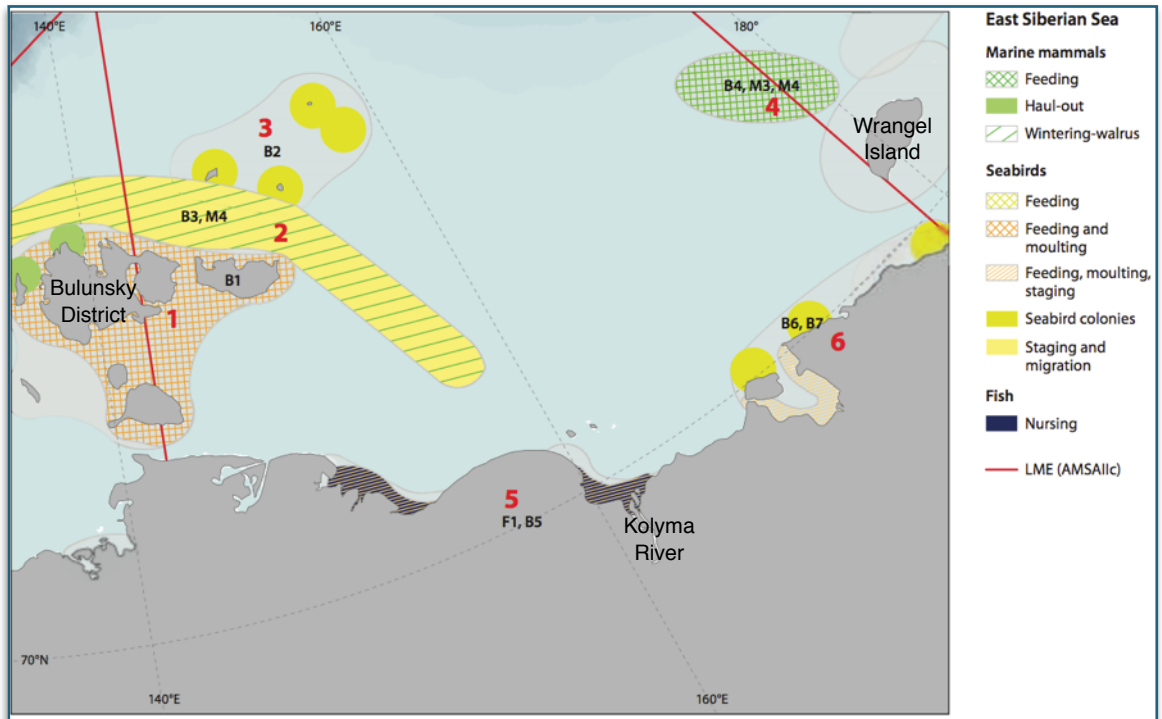 140°E
160°E
180°
B4, M3, M4
4
Wrangel
Island
3
B2
B3, M4
2
Bulunsky
District
B1
1
B6, B7
6
5
F1, B5
Kolyma
River
70°N
140°E
160°E
East Siberian Sea
Marine mammals
Feeding
Haul-out
Wintering-walrus
Seabirds
Feeding
Feeding and
moulting
Feeding, moulting,
staging
Seabird colonies
Staging and
migration
Fish
Nursing
LME (AMSAIIc)